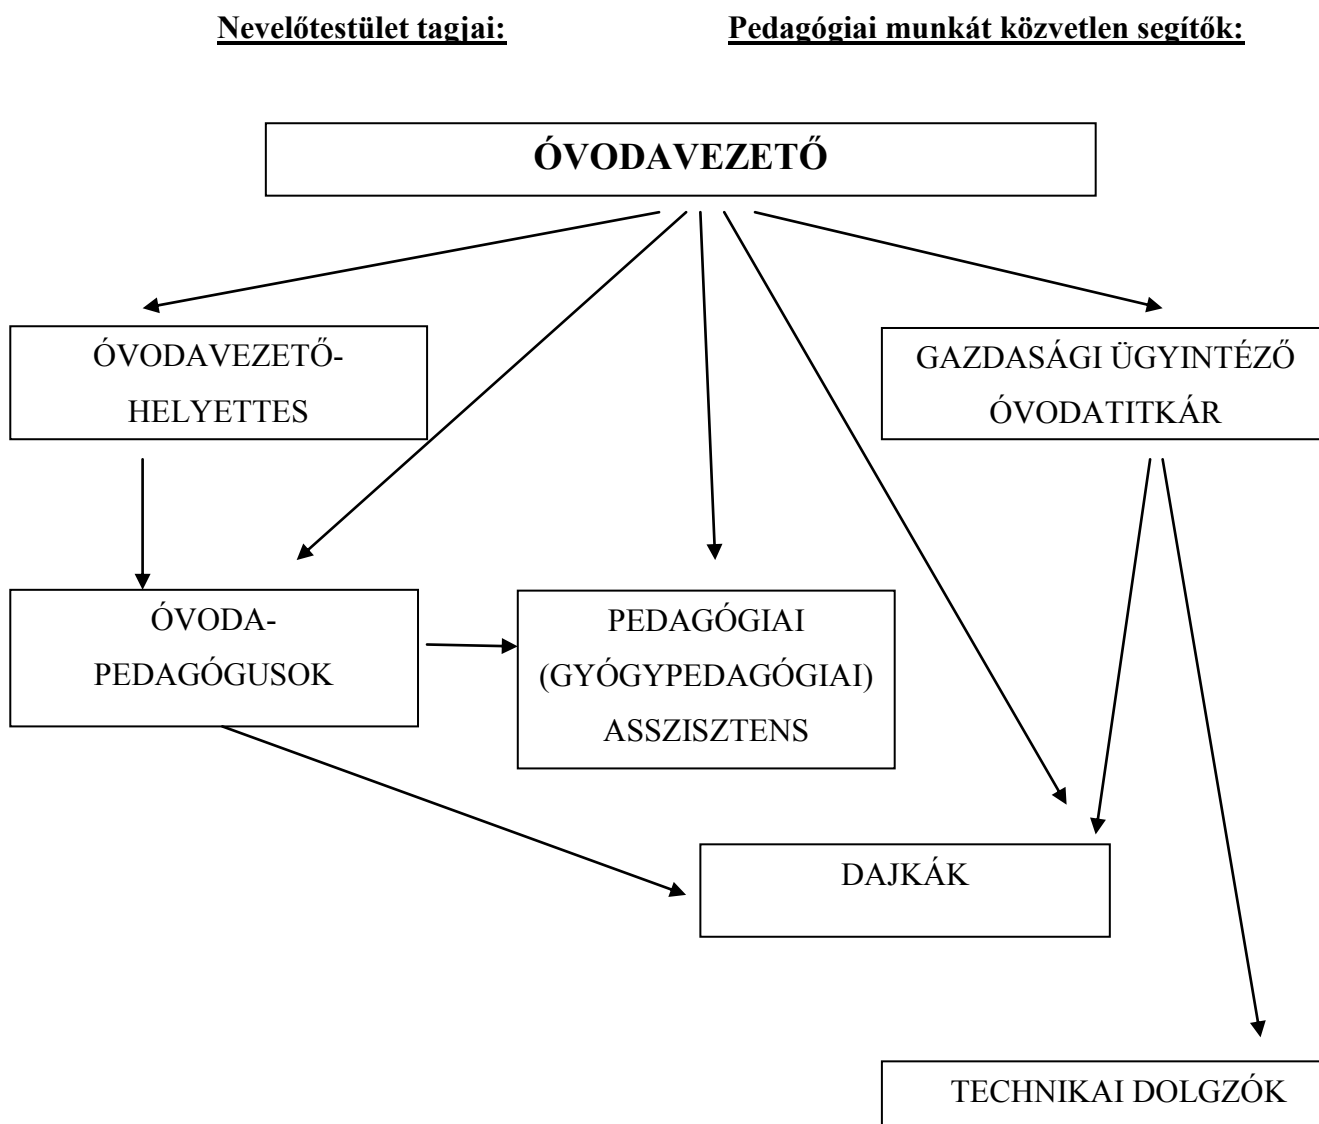 Nevelőtestület tagjai: Pedagógiai munkát közvetlen segítők:
ÓVODAVEZETŐ
ÓVODAVEZETŐ-
HELYETTES
GAZDASÁGI ÜGYINTÉZŐ
ÓVODATITKÁR
ÓVODA-
PEDAGÓGUSOK
PEDAGÓGIAI
(GYÓGYPEDAGÓGIAI)
ASSZISZTENS
DAJKÁK
TECHNIKAI DOLGZÓK